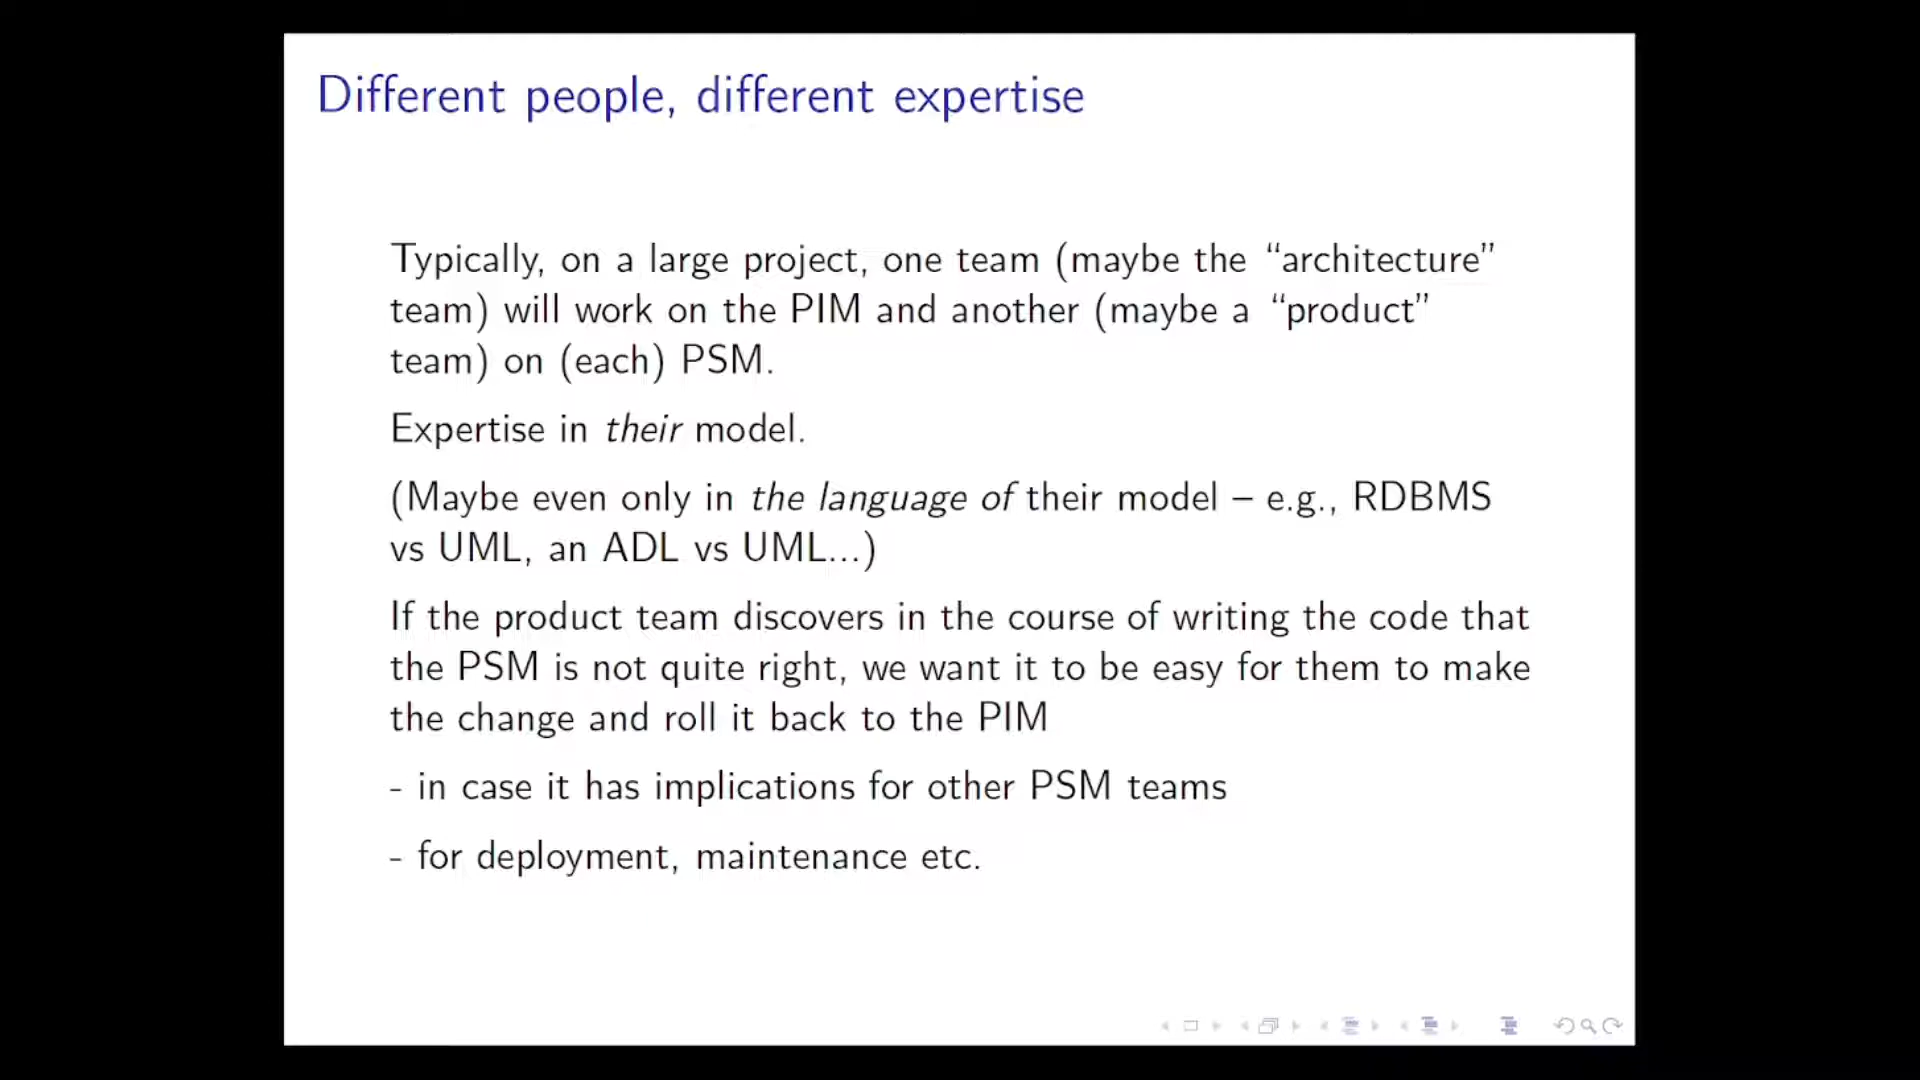 Different people, different expertise
Typically, on a large project, one team (maybe the “architecture”
team) will work on the PIM and another (maybe a “product”
team) on (each) PSM.
Expertise in their model.
(Maybe even only in the language of their model – e.g., RDBMS
vs UML, an ADL vs UML...)
If the product team discovers in the course of writing the code that
the PSM is not quite right, we want it to be easy for them to make
the change and roll it back to the PIM
- in case it has implications for other PSM teams
- for deployment, maintenance etc.